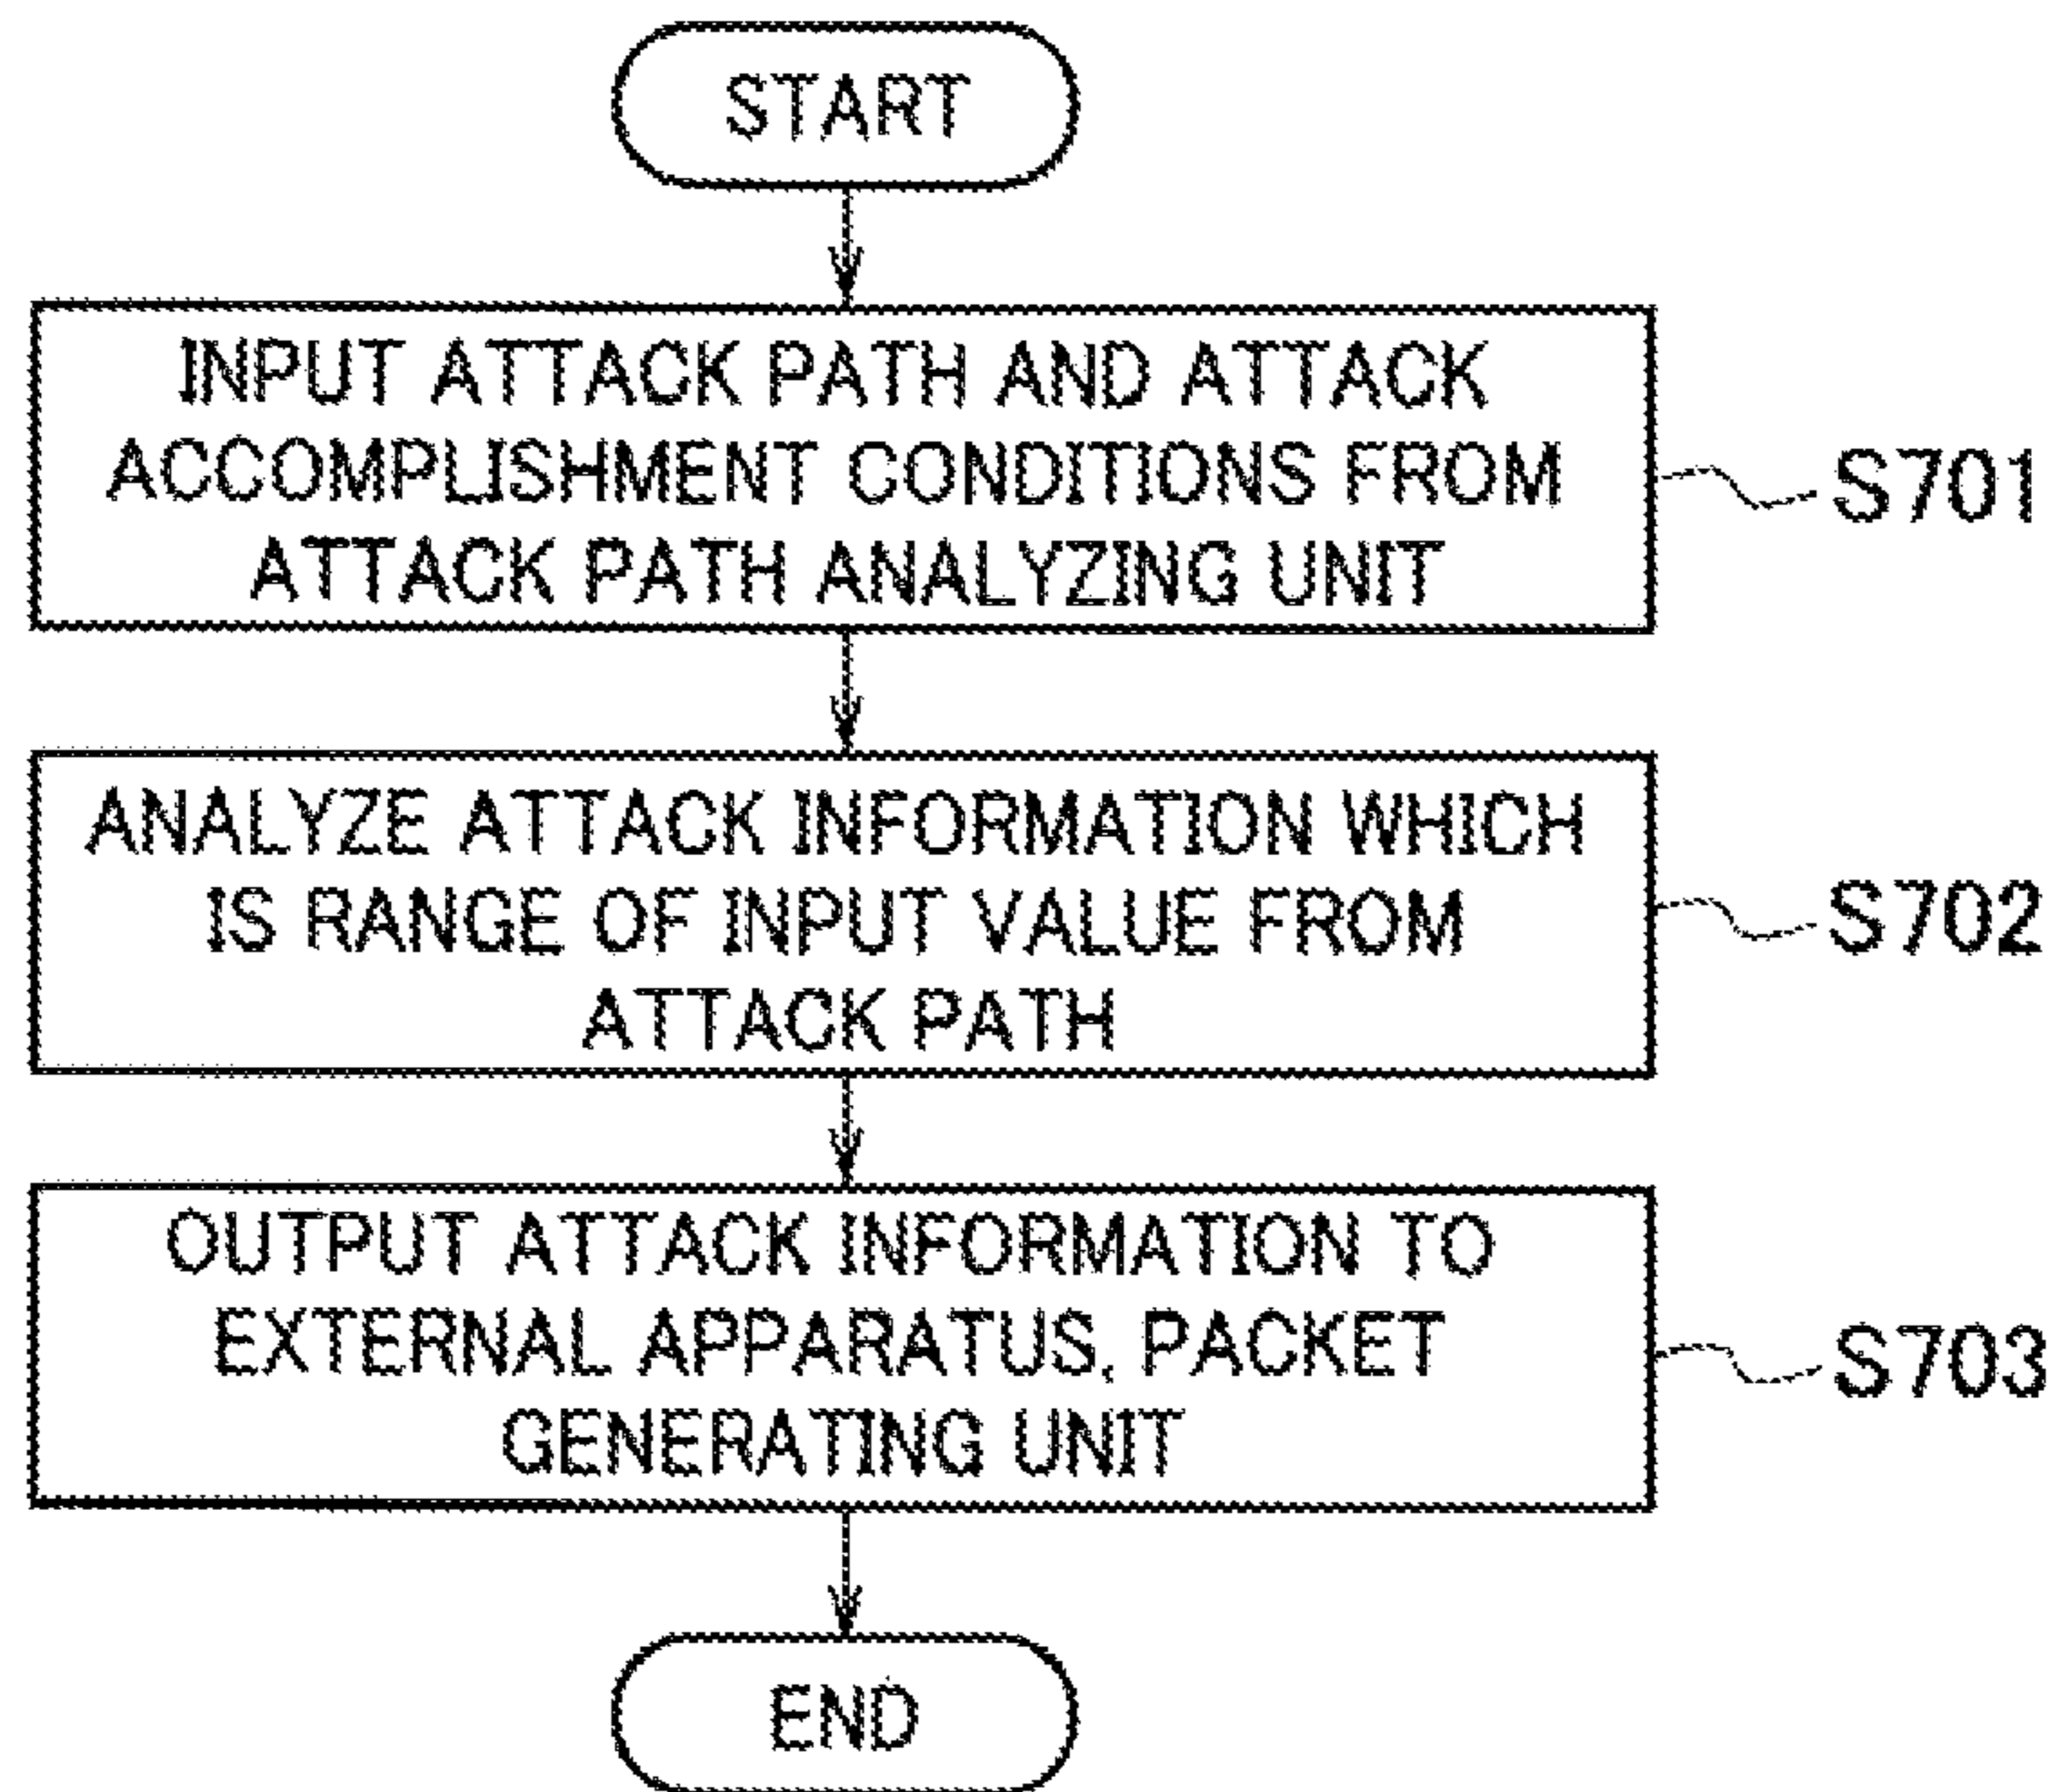 START
INPUT ATTACK PATH AND ATTACK
ACCOMPLISHMENT CONDITIONS FROM
ATTACK PATH ANALYZING UNIT
S701
ANALYZE ATTACK INFORMATION WHICH
IS RANGE OF INPUT VALUE FROM
ATTACK PATH
S702
OUTPUT ATTACK INFORMATION TO
EXTERNAL APPARATUS, PACKET
GENERATING UNIT
S703
END